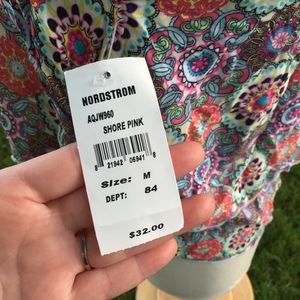 NORDSTROM
AQJW960
SHORE PINK
8 21942 06941 8
Size: M
DEPT: 84
$32.00